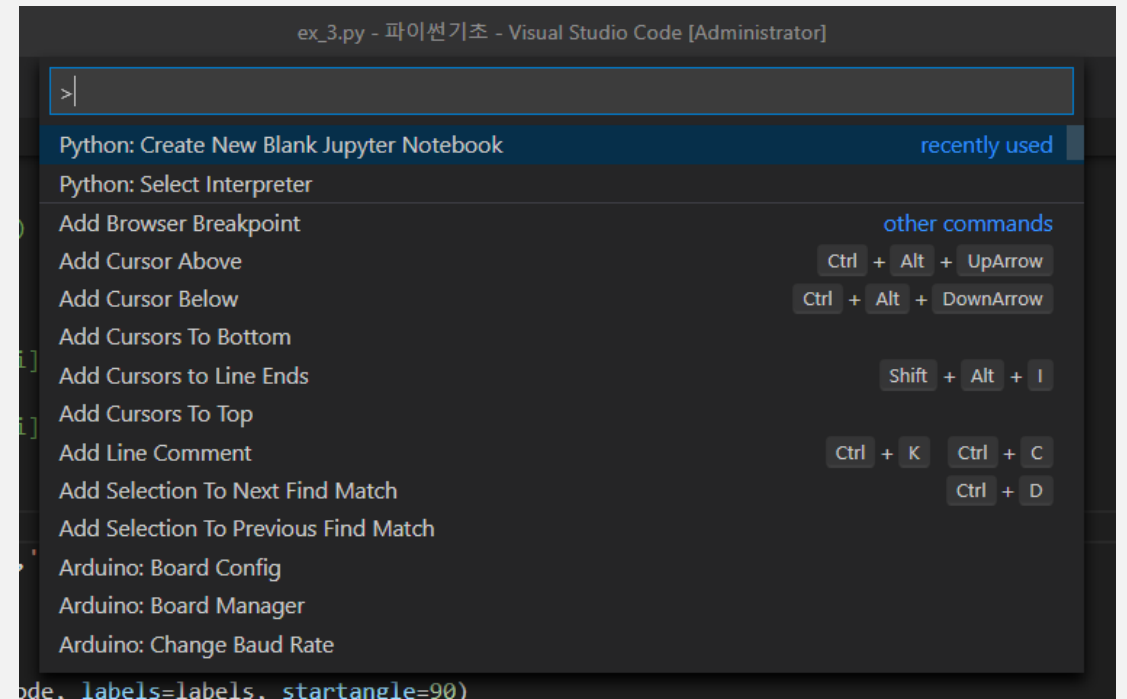 ex_3.py - 파이썬기초 - Visual Studio Code [Administrator]
>
Python: Create New Blank Jupyter Notebook recently used
Python: Select Interpreter
Add Browser Breakpoint other commands
)
Add Cursor Above Ctrl + Alt + UpArrow
Add Cursor Below Ctrl + Alt + DownArrow
Add Cursors To Bottom
i]
Add Cursors to Line Ends Shift + Alt + I
Add Cursors To Top
i]
Add Line Comment Ctrl + K Ctrl + C
Add Selection To Next Find Match Ctrl + D
Add Selection To Previous Find Match
Arduino: Board Config
Arduino: Board Manager
Arduino: Change Baud Rate
labels=labels, startangle=90)